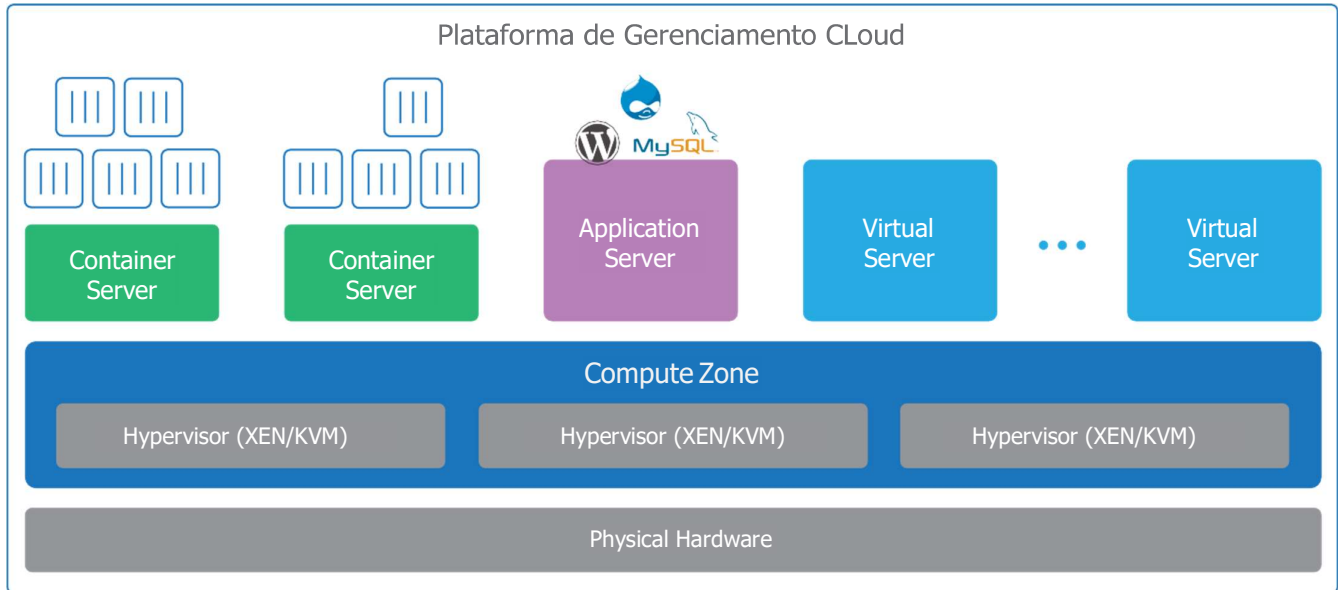 Plataforma de Gerenciamento CLoud
W
MySQL
Container
Server
Container
Server
Application
Server
Virtual
Server
Virtual
Server
Compute Zone
Hypervisor (XEN/KVM)
Hypervisor (XEN/KVM)
Hypervisor (XEN/KVM)
Physical Hardware